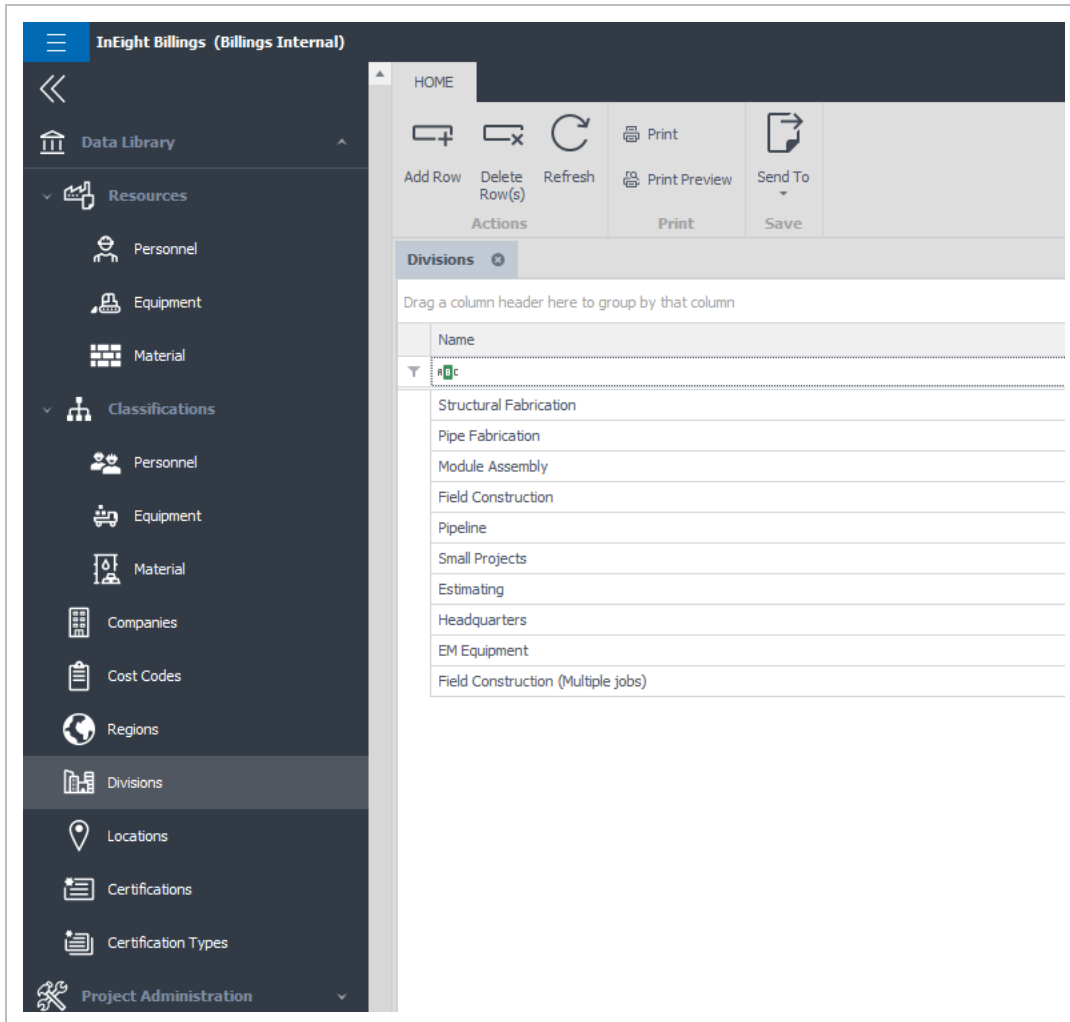 InEight Billings (Billings Internal)
HOME
Data Library
Resources
Personnel
Equipment
Material
Classifications
Personnel
Equipment
Material
Companies
Cost Codes
Regions
Divisions
Locations
Certifications
Certification Types
Project Administration
Add Row
Delete
Row(s)
Refresh
Actions
Print
Print Preview
Print
Send To
Save
Divisions
Drag a column header here to group by that column
Name
ABC
Structural Fabrication
Pipe Fabrication
Module Assembly
Field Construction
Pipeline
Small Projects
Estimating
Headquarters
EM Equipment
Field Construction (Multiple jobs)